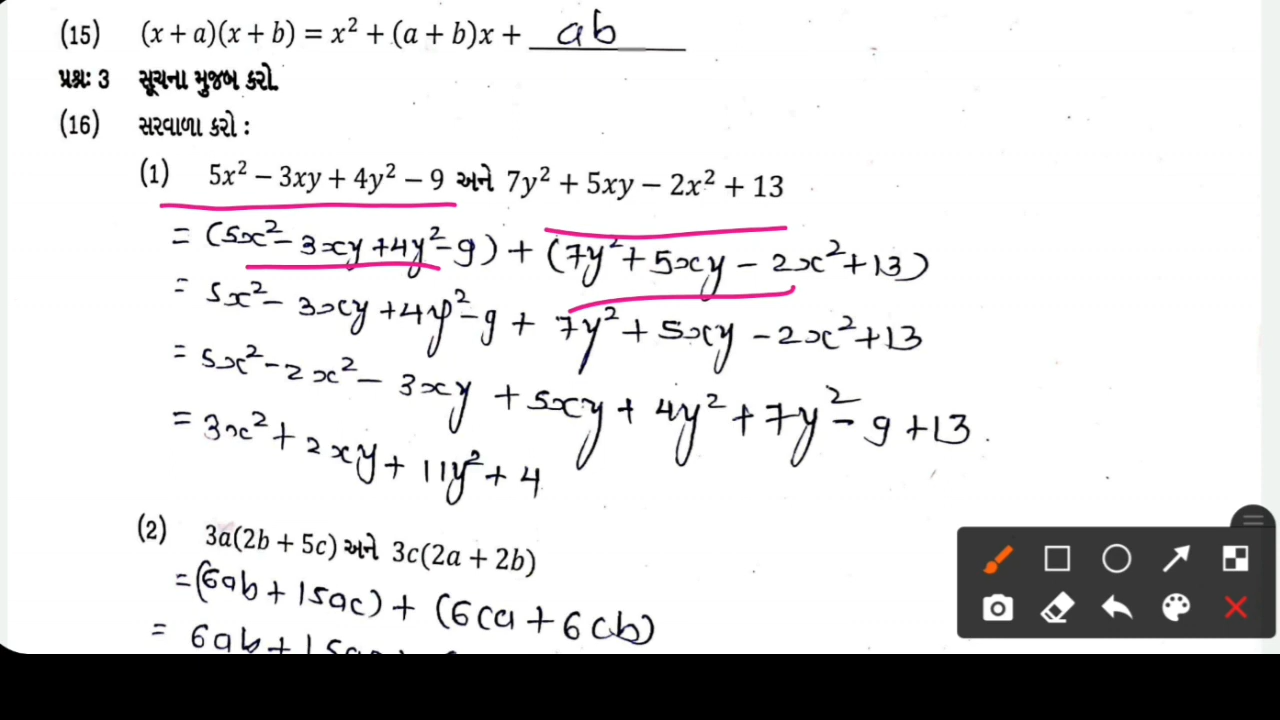 (15) (x + a)(x + b) = x² + (a + b)x + ab
પ્રશ્ન: 3 સૂચના મુજબ કરો.
(16) સરવાળા કરો :
(1) 5x² − 3xy + 4y² − 9 અને 7y² + 5xy − 2x² + 13
= (5x² − 3xy + 4y² − 9) + (7y² + 5xy − 2x² + 13)
= 5x² − 3xy + 4y² − 9 + 7y² + 5xy − 2x² + 13
= 5x² − 2x² − 3xy + 5xy + 4y² + 7y² − 9 + 13.
= 3x² + 2xy + 11y² + 4
(2) 3a(2b + 5c) અને 3c(2a + 2b)
= (6ab + 15ac) + (6ca + 6cb)
= 6ab + 15ac